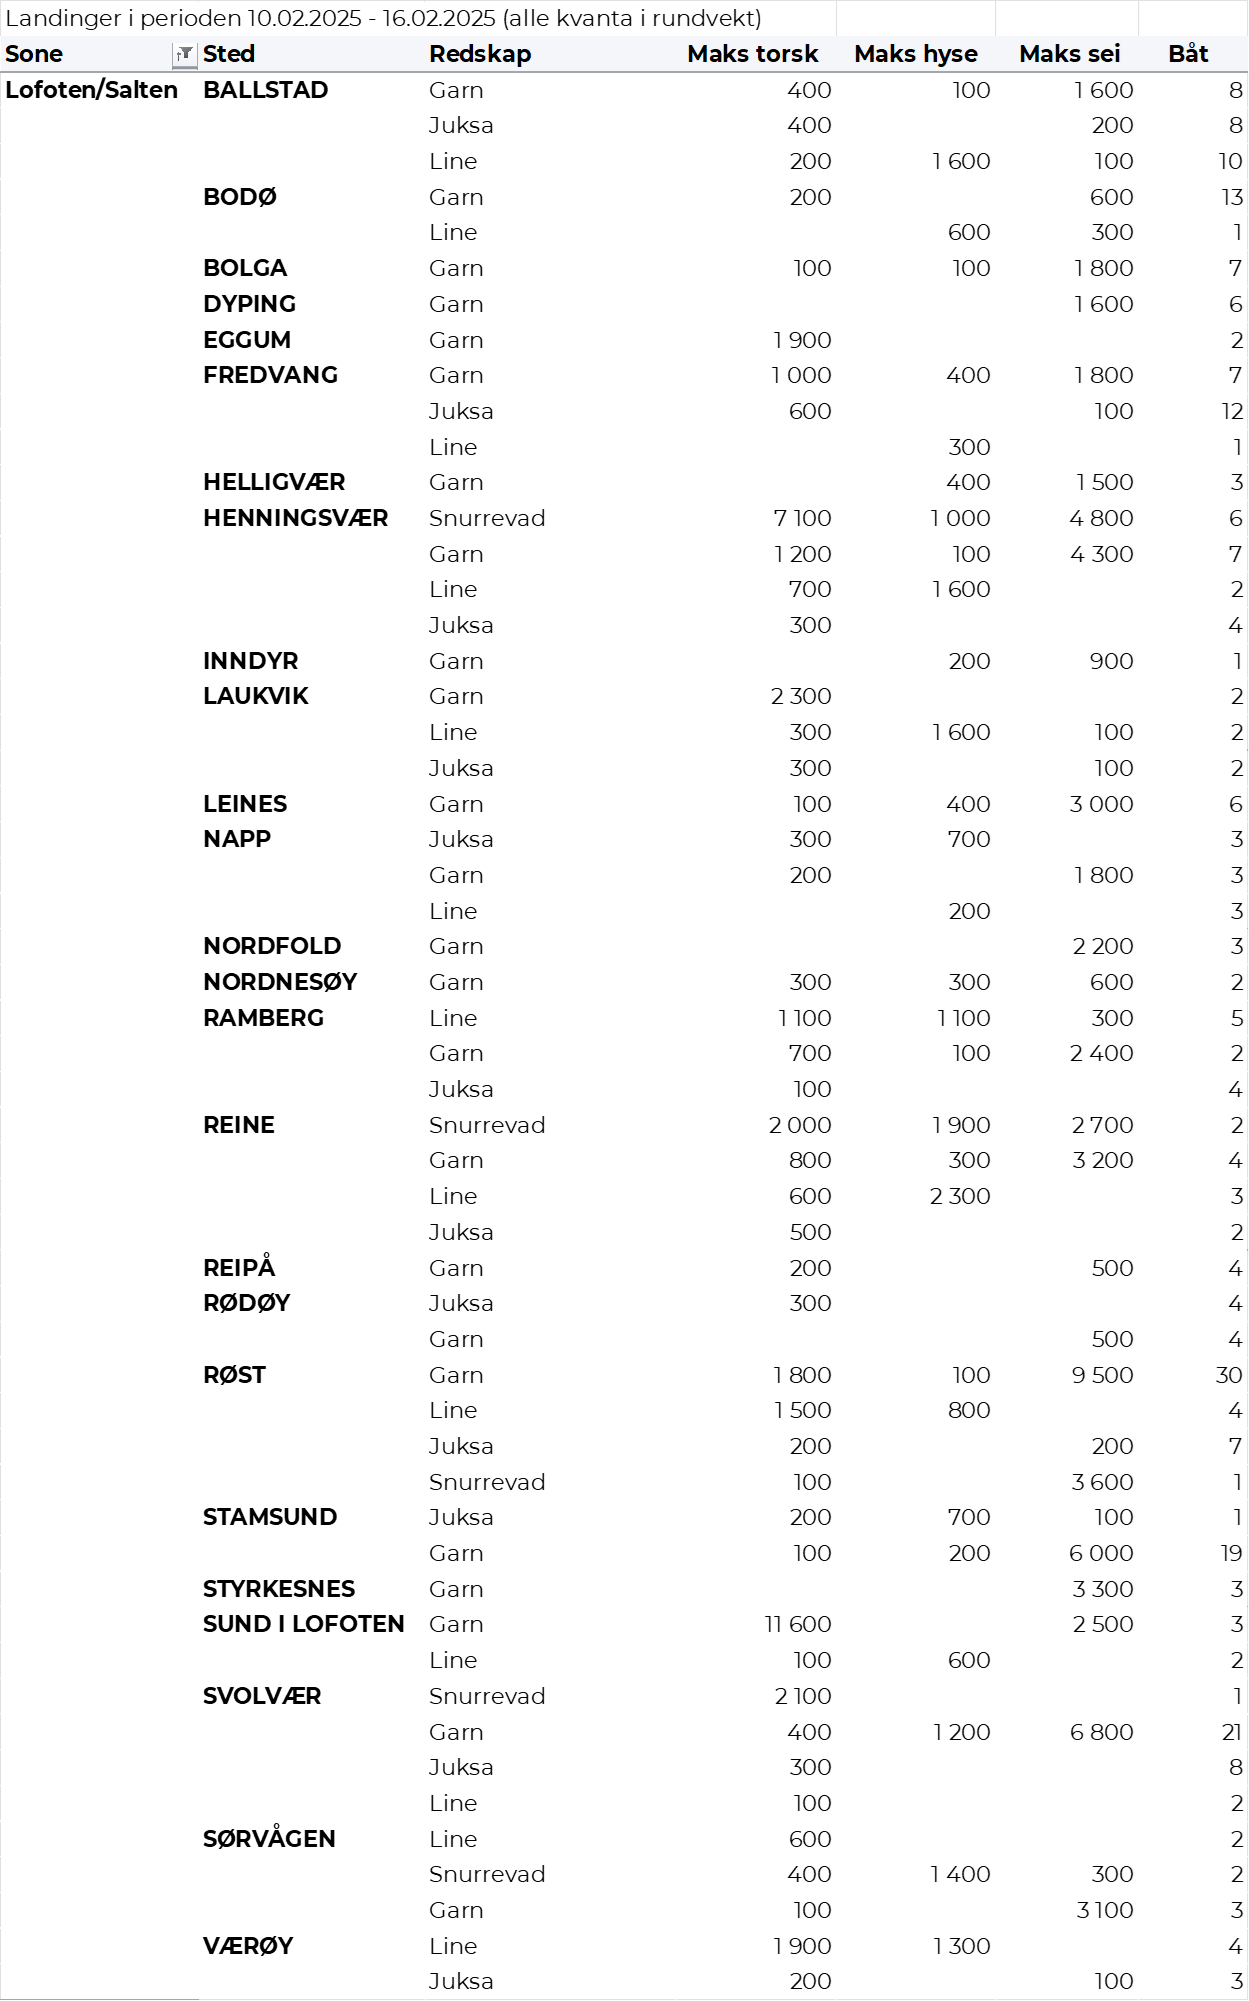 Landinger i perioden 10.02.2025 - 16.02.2025 (alle kvanta i rundvekt)
Sone Sted Redskap Maks torsk Maks hyse Maks sei Båt
Lofoten/Salten BALLSTAD Garn 400 100 1 600 8
Juksa 400 200 8
Line 200 1 600 100 10
BODØ Garn 200 600 13
Line 600 300 1
BOLGA Garn 100 100 1 800 7
DYPING Garn 1 600 6
EGGUM Garn 1 900 2
FREDVANG Garn 1 000 400 1 800 7
Juksa 600 100 12
Line 300 1
HELLIGVÆR Garn 400 1 500 3
HENNINGSVÆR Snurrevad 7 100 1 000 4 800 6
Garn 1 200 100 4 300 7
Line 700 1 600 2
Juksa 300 4
INNDYR Garn 200 900 1
LAUKVIK Garn 2 300 2
Line 300 1 600 100 2
Juksa 300 100 2
LEINES Garn 100 400 3 000 6
NAPP Juksa 300 700 3
Garn 200 1 800 3
Line 200 3
NORDFOLD Garn 2 200 3
NORDNESØY Garn 300 300 600 2
RAMBERG Line 1 100 1 100 300 5
Garn 700 100 2 400 2
Juksa 100 4
REINE Snurrevad 2 000 1 900 2 700 2
Garn 800 300 3 200 4
Line 600 2 300 3
Juksa 500 2
REIPÅ Garn 200 500 4
RØDØY Juksa 300 4
Garn 500 4
RØST Garn 1 800 100 9 500 30
Line 1 500 800 4
Juksa 200 200 7
Snurrevad 100 3 600 1
STAMSUND Juksa 200 700 100 1
Garn 100 200 6 000 19
STYRKESNES Garn 3 300 3
SUND I LOFOTEN Garn 11 600 2 500 3
Line 100 600 2
SVOLVÆR Snurrevad 2 100 1
Garn 400 1 200 6 800 21
Juksa 300 8
Line 100 2
SØRVÅGEN Line 600 2
Snurrevad 400 1 400 300 2
Garn 100 3 100 3
VÆRØY Line 1 900 1 300 4
Juksa 200 100 3